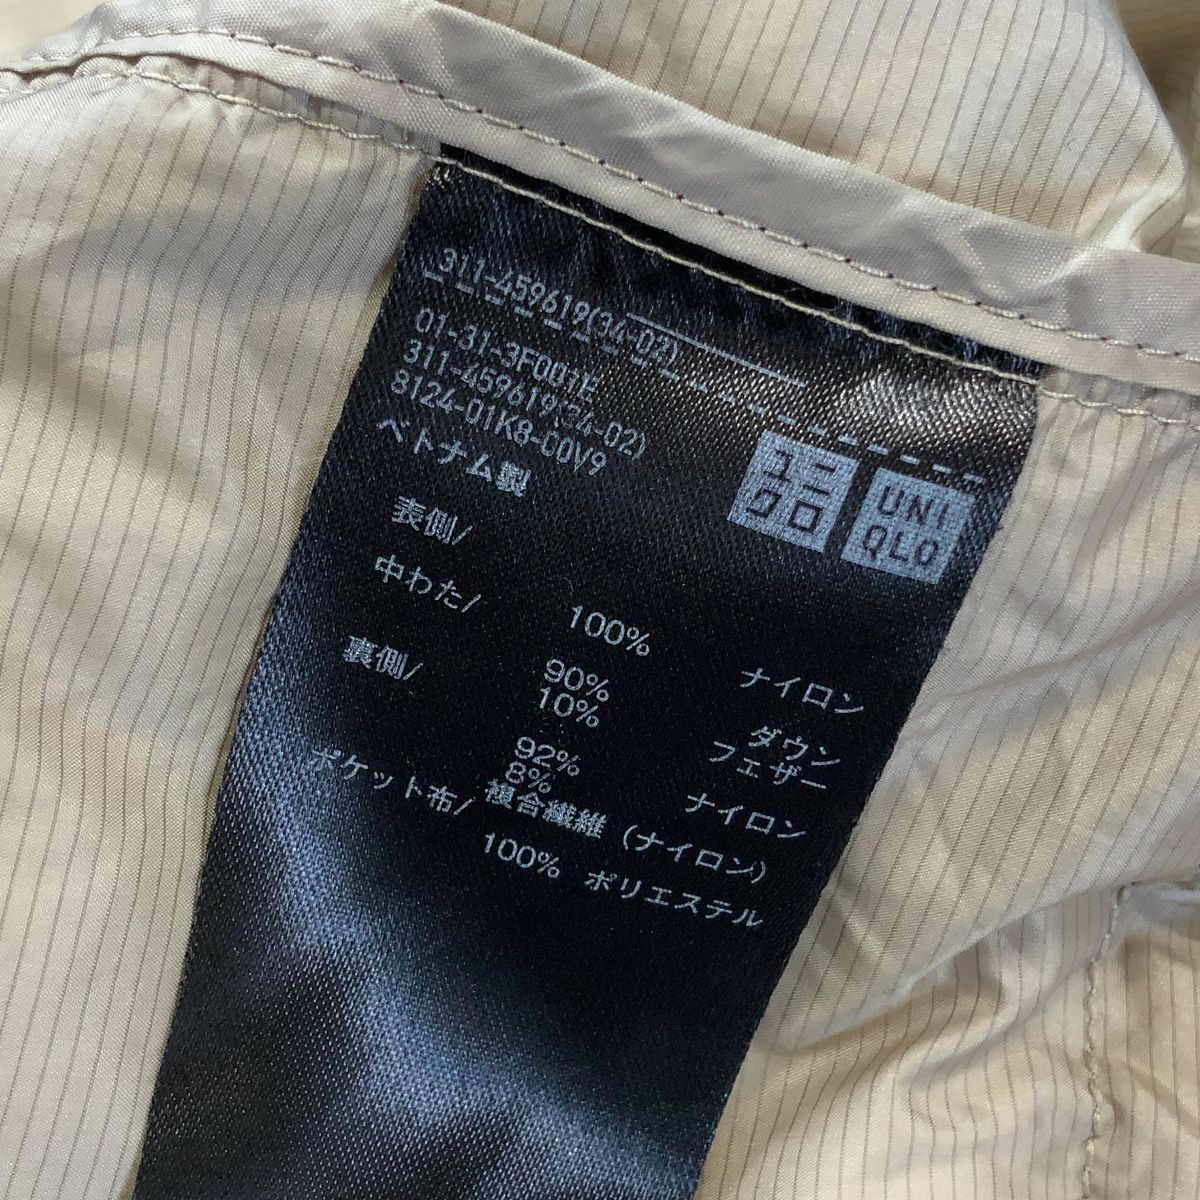 311-459619(34-02)
01-31-3F001E
311-459619(34-02)
8124-01K8-00V9
ベトナム製
ユニ
クロ
UNI
QLO
表側/
100% ナイロン
中わた/
90% ダウン
10% フェザー
裏側/
92% ナイロン
8% 複合繊維(ナイロン)
ポケット布/
100% ポリエステル